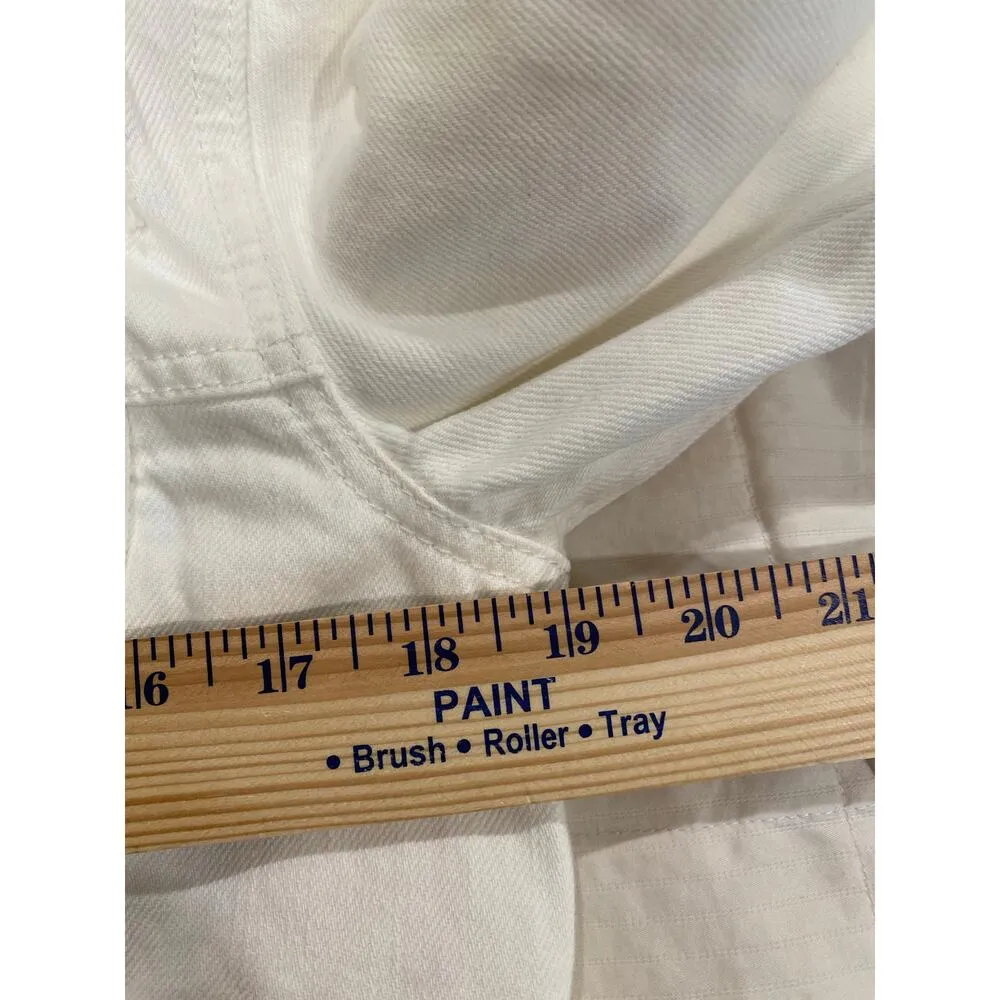 16 17 18 19 20 21
PAINT
• Brush • Roller • Tray